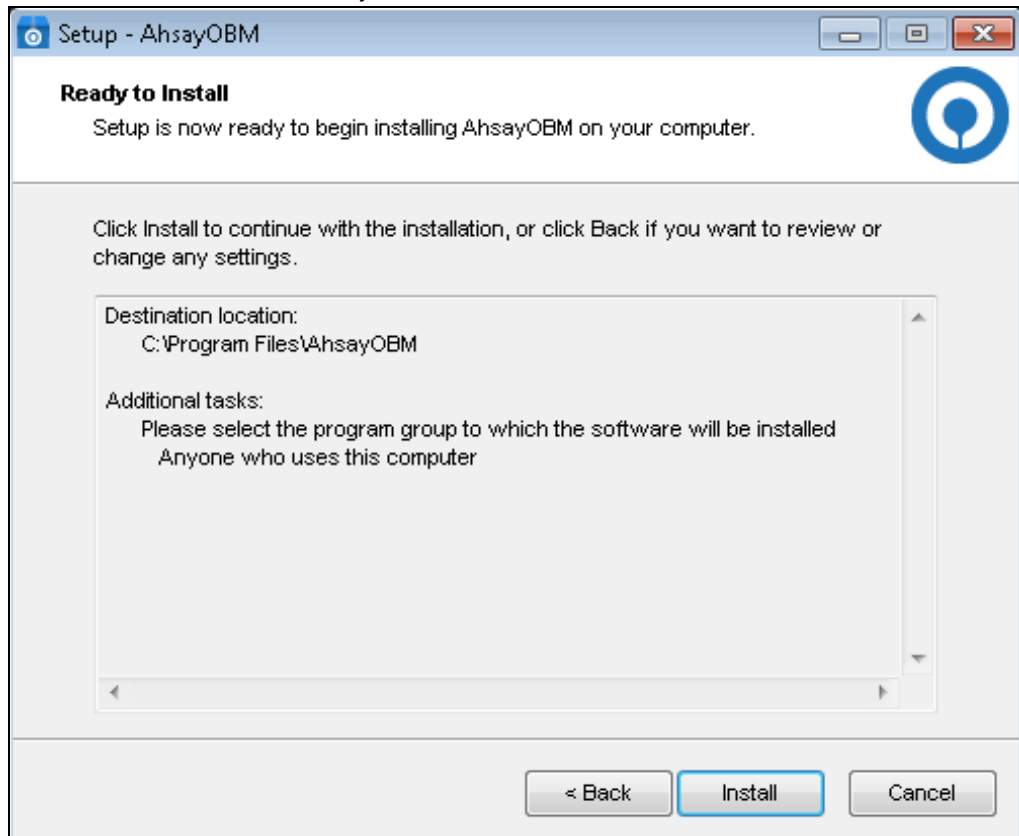 Setup - AhsayOBM
Ready to Install
Setup is now ready to begin installing AhsayOBM on your computer.
Click Install to continue with the installation, or click Back if you want to review or
change any settings.
Destination location:
C:\Program Files\AhsayOBM
Additional tasks:
Please select the program group to which the software will be installed
Anyone who uses this computer
< Back
Install
Cancel